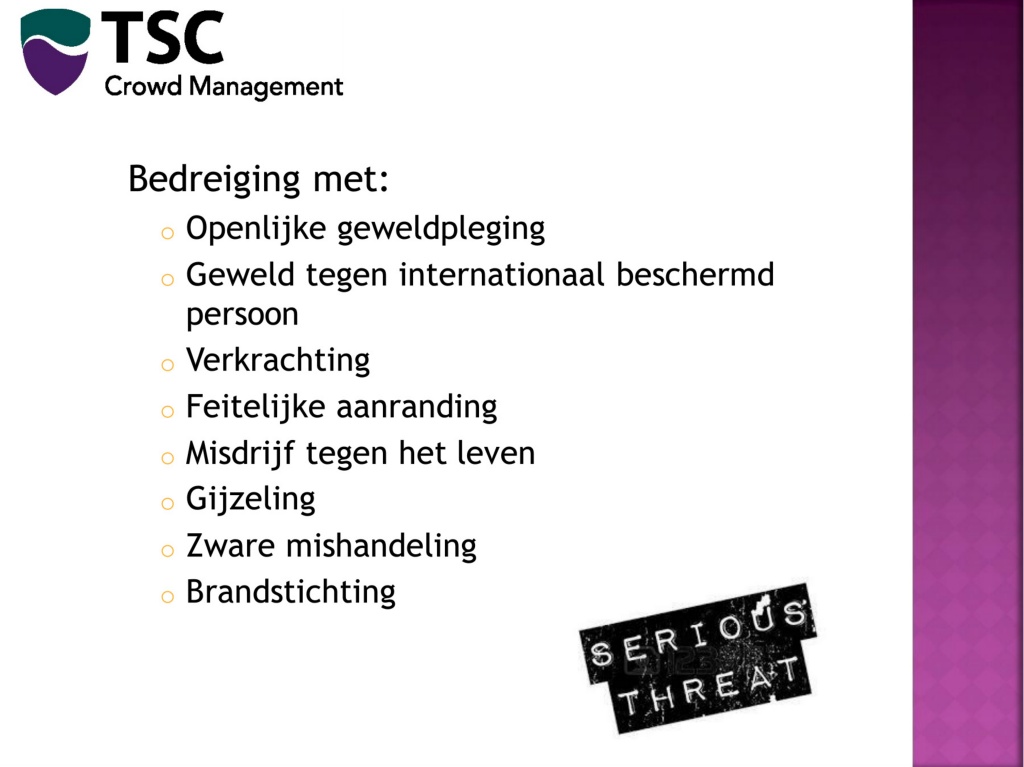 TSC
Crowd Management
Bedreiging met:
o Openlijke geweldpleging
o Geweld tegen internationaal beschermd
persoon
o Verkrachting
o Feitelijke aanranding
o Misdrijf tegen het leven
o Gijzeling
o Zware mishandeling
o Brandstichting
SERIOUS
THREAT